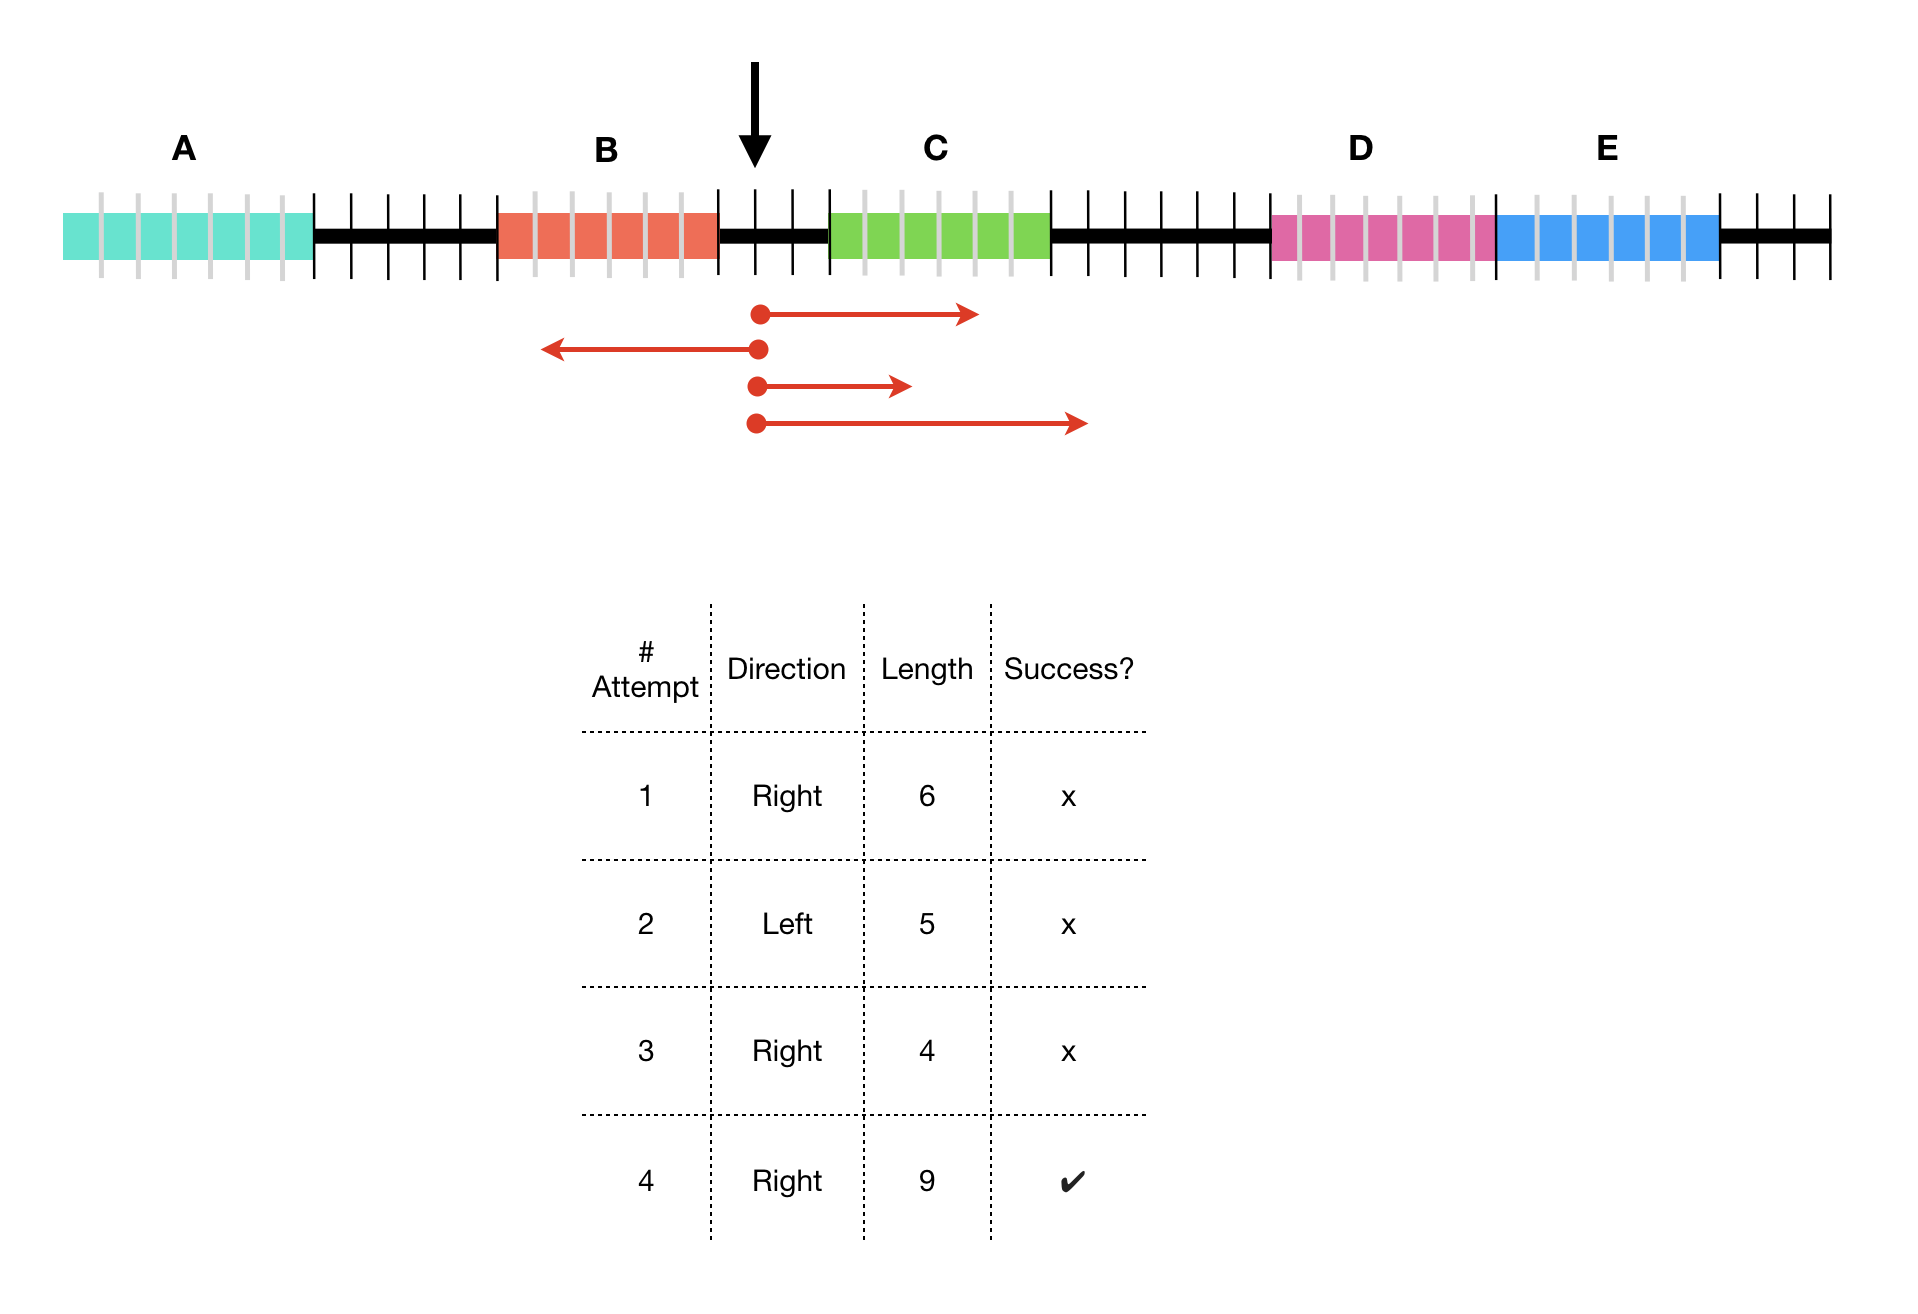 A B C D E
#
Attempt Direction Length Success?
1 Right 6 x
2 Left 5 x
3 Right 4 x
4 Right 9 ✔